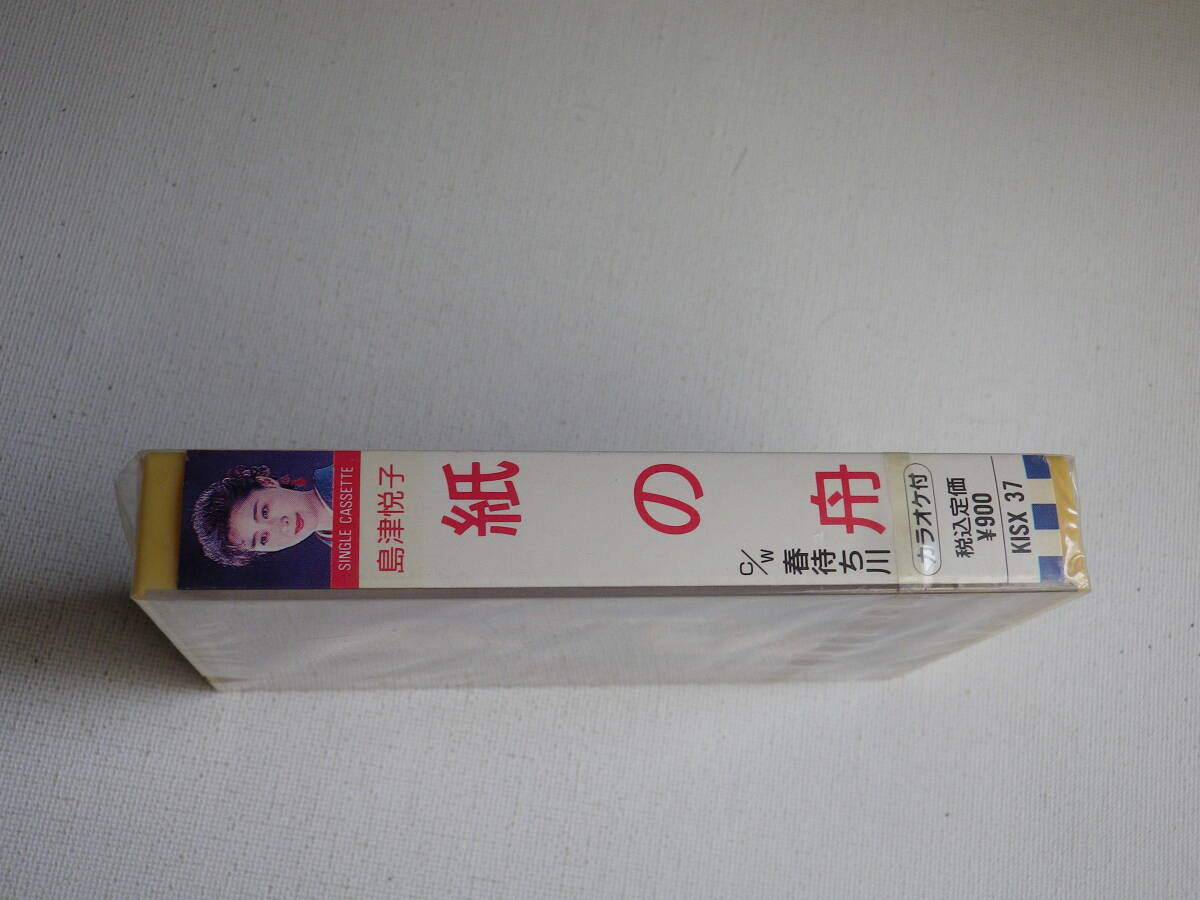 SINGLE CASSETTE
島津悦子
紙の舟
C/W
春待ち川
カラオケ付
税込定価
¥900
KISX 37